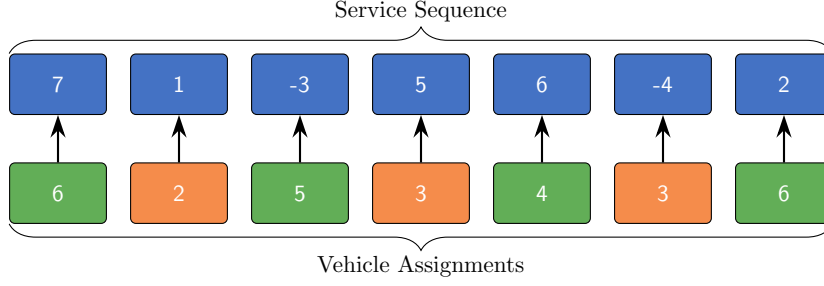 Service Sequence
7 1 -3 5 6 -4 2
6 2 5 3 4 3 6
Vehicle Assignments